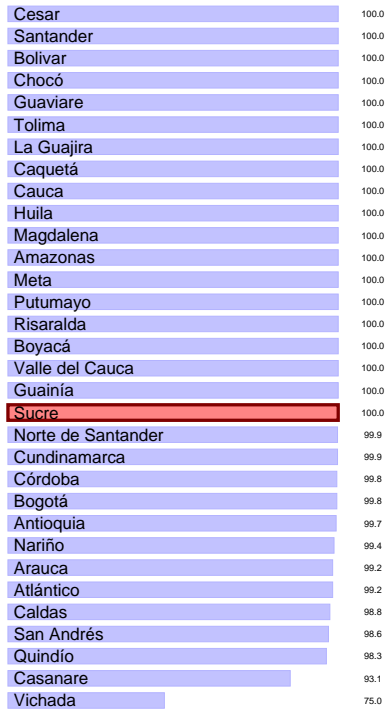 Cesar 100.0
Santander 100.0
Bolivar 100.0
Chocó 100.0
Guaviare 100.0
Tolima 100.0
La Guajira 100.0
Caquetá 100.0
Cauca 100.0
Huila 100.0
Magdalena 100.0
Amazonas 100.0
Meta 100.0
Putumayo 100.0
Risaralda 100.0
Boyacá 100.0
Valle del Cauca 100.0
Guainía 100.0
Sucre 100.0
Norte de Santander 99.9
Cundinamarca 99.9
Córdoba 99.8
Bogotá 99.8
Antioquia 99.7
Nariño 99.4
Arauca 99.2
Atlántico 99.2
Caldas 98.8
San Andrés 98.6
Quindío 98.3
Casanare 93.1
Vichada 75.0